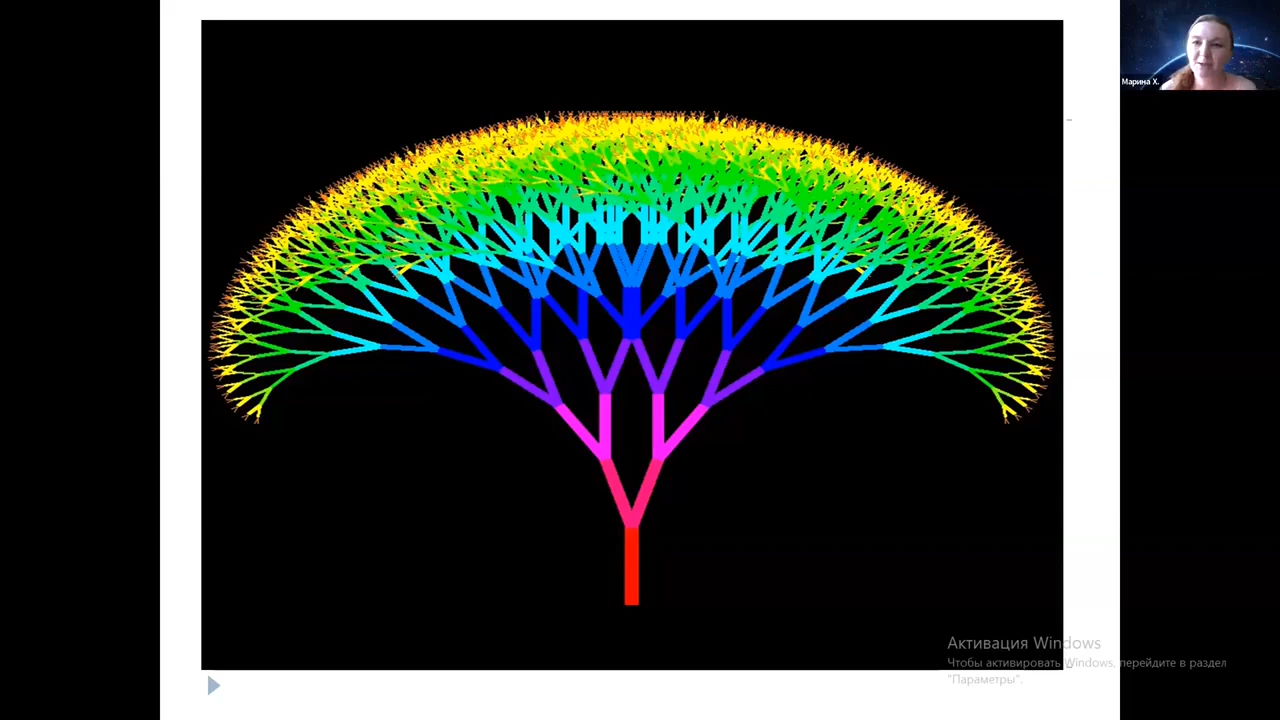 Марина Х.
Активация Windows
Чтобы активировать Windows, перейдите в раздел
"Параметры".